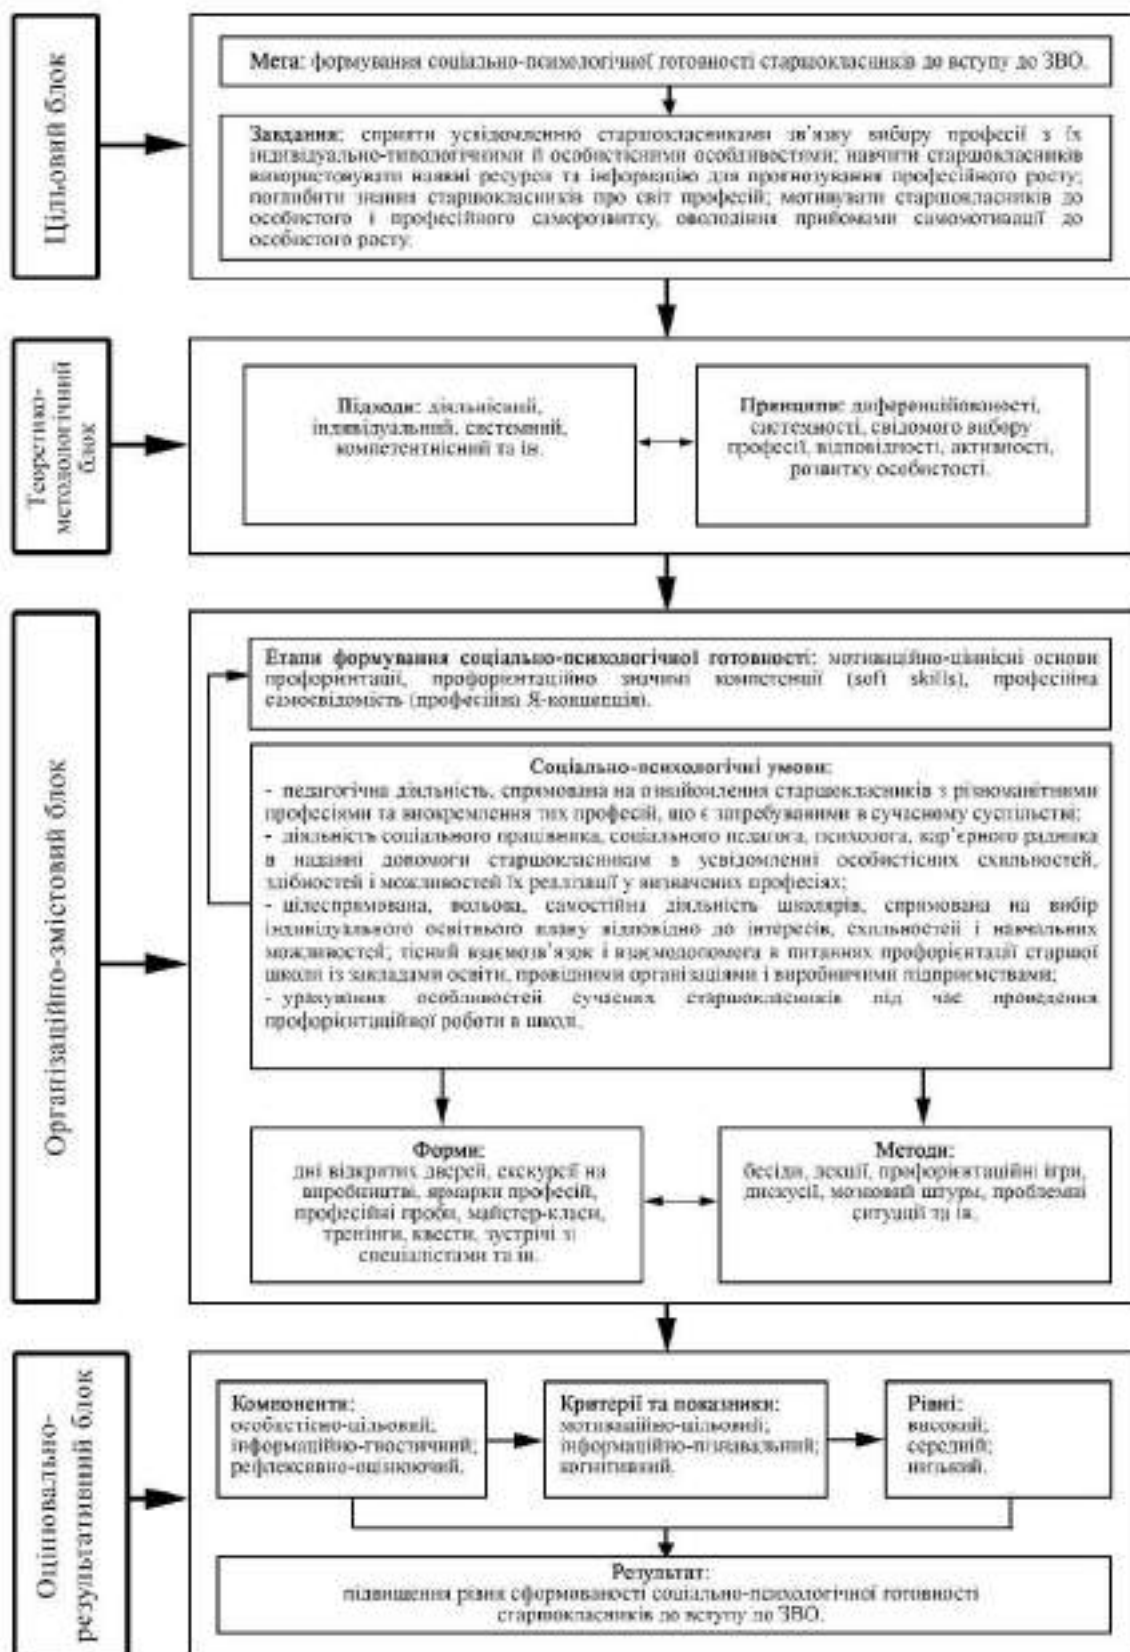 Цільовий блок
Мета: формування соціально-психологічної готовності старшокласників до вступу до ЗВО.
Завдання: сприяти усвідомленню старшокласниками зв'язку вибору професії з їх
індивідуально-типологічними й особистісними особливостями; навчити старшокласників
використовувати наявні ресурси та інформацію для прогнозування професійного росту;
поглибити знання старшокласників про світ професій; мотивувати старшокласників до
особистого і професійного саморозвитку, оволодіння прийомами самомотивації до
особистого росту.
Теоретико-
методологічний
блок
Підходи: діяльнісний,
індивідуальний, системний,
компетентнісний та ін.
Принципи: диференційованості,
системності, свідомого вибору
професії, відповідності, активності,
розвитку особистості.
Організаційно-змістовий блок
Етапи формування соціально-психологічної готовності: мотиваційно-ціннісні основи
профорієнтації, профорієнтаційно значимі компетенції (soft skills), професійна
самосвідомість (професійна Я-концепція).
Соціально-психологічні умови:
- педагогічна діяльність, спрямована на ознайомлення старшокласників з різноманітними
професіями та виокремлення тих професій, що є затребуваними в сучасному суспільстві;
- діяльність соціального працівника, соціального педагога, психолога, кар'єрного радника
в наданні допомоги старшокласникам в усвідомленні особистісних схильностей,
здібностей і можливостей їх реалізації у визначених професіях;
- цілеспрямована, вольова, самостійна діяльність школярів, спрямована на вибір
індивідуального освітнього плану відповідно до інтересів, схильностей і навчальних
можливостей; тісний взаємозв'язок і взаємодопомога в питаннях профорієнтації старшої
школи із закладами освіти, провідними організаціями і виробничими підприємствами;
- урахування особливостей сучасних старшокласників під час проведення
профорієнтаційної роботи в школі.
Форми:
дні відкритих дверей, екскурсії на
виробництві, ярмарки професій,
професійні проби, майстер-класи,
тренінги, квести, зустрічі зі
спеціалістами та ін.
Методи:
бесіди, лекції, профорієнтаційні ігри,
дискусії, мозковий штурм, проблемні
ситуації та ін.
Оцінювально-
результативний блок
Компоненти:
особистісно-цільовий;
інформаційно-гностичний;
рефлексивно-оцінюючий.
Критерії та показники:
мотиваційно-цільовий;
інформаційно-пізнавальний;
когнитивний.
Рівні:
високий;
середній;
низький.
Результат:
підвищення рівня сформованості соціально-психологічної готовності
старшокласників до вступу до ЗВО.